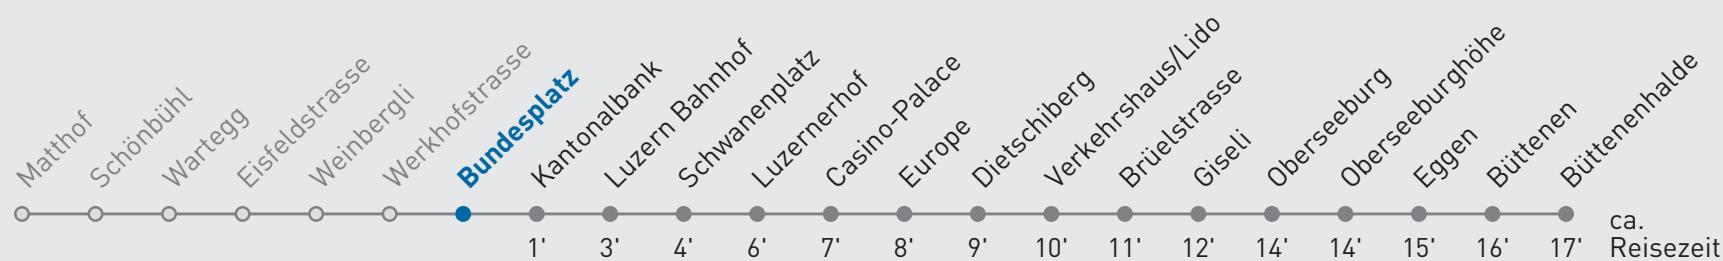 Matthof
Schönbühl
Wartegg
Eisfeldstrasse
Weinbergli
Werkhofstrasse
Bundesplatz
Kantonalbank
Luzern Bahnhof
Schwanenplatz
Luzernerhof
Casino-Palace
Europe
Dietschiberg
Verkehrshaus/Lido
Brüelstrasse
Giseli
Oberseeburg
Oberseeburghöhe
Eggen
Büttenen
Büttenenhalde
1' 3' 4' 6' 7' 8' 9' 10' 11' 12' 14' 14' 15' 16' 17'
ca.
Reisezeit